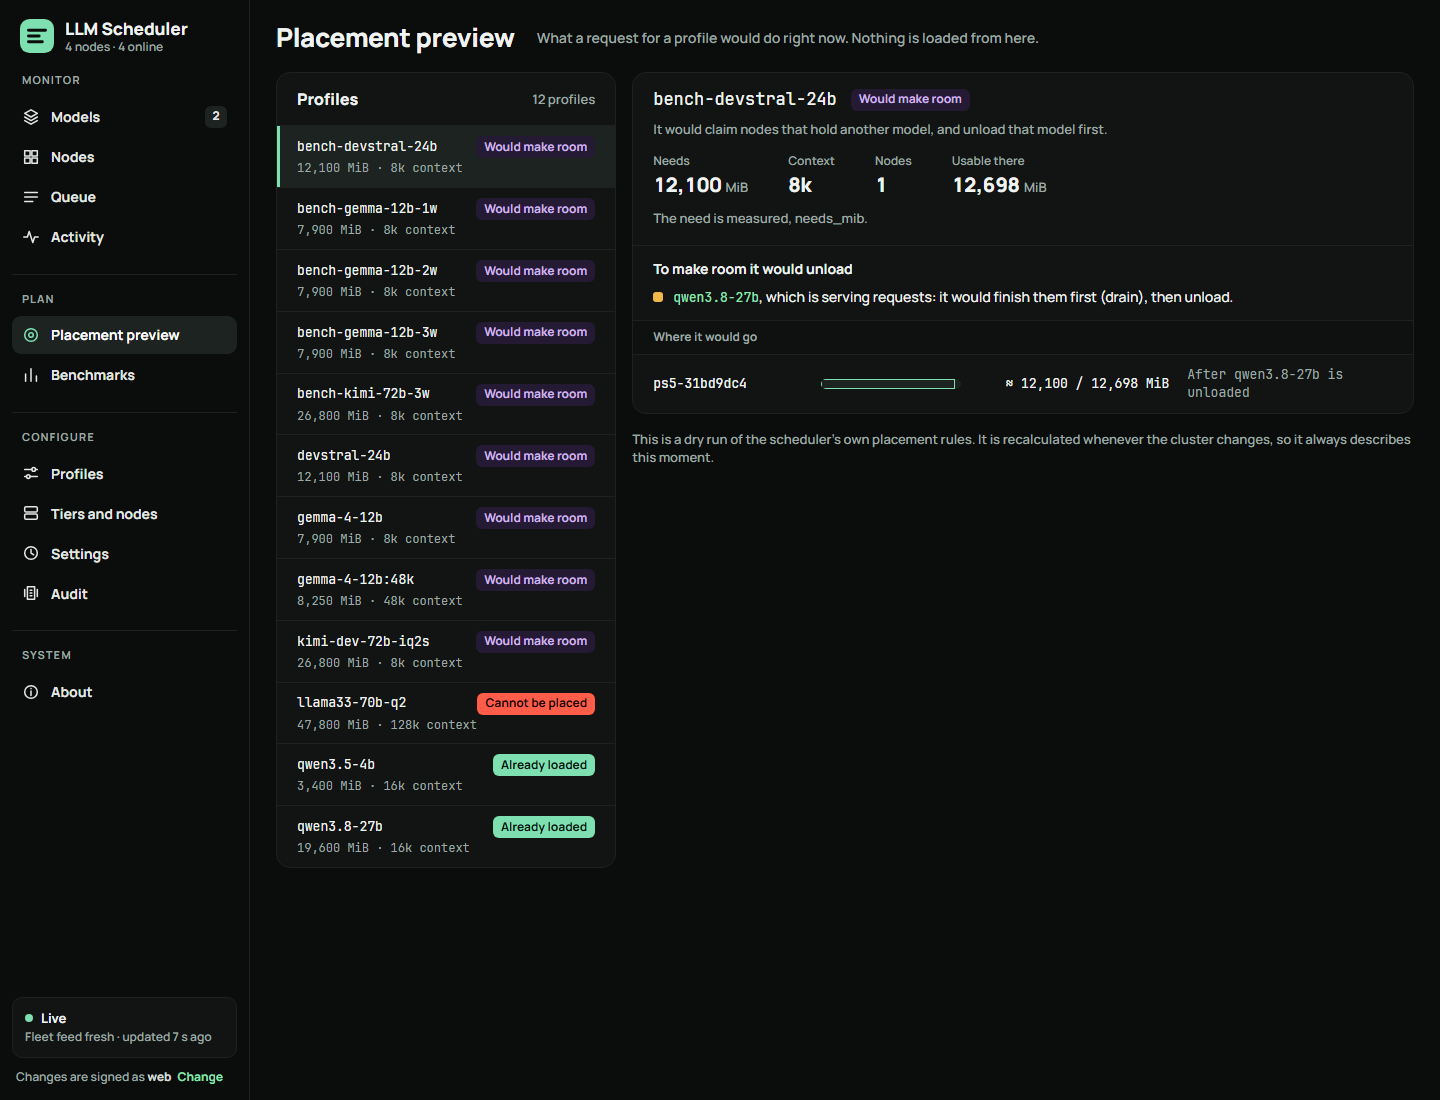 LLM Scheduler
4 nodes · 4 online
MONITOR
Models 2
Nodes
Queue
Activity
PLAN
Placement preview
Benchmarks
CONFIGURE
Profiles
Tiers and nodes
Settings
Audit
SYSTEM
About
Live
Fleet feed fresh · updated 7 s ago
Changes are signed as web Change
Placement preview What a request for a profile would do right now. Nothing is loaded from here.
Profiles 12 profiles
bench-devstral-24b Would make room
12,100 MiB · 8k context
bench-gemma-12b-1w Would make room
7,900 MiB · 8k context
bench-gemma-12b-2w Would make room
7,900 MiB · 8k context
bench-gemma-12b-3w Would make room
7,900 MiB · 8k context
bench-kimi-72b-3w Would make room
26,800 MiB · 8k context
devstral-24b Would make room
12,100 MiB · 8k context
gemma-4-12b Would make room
7,900 MiB · 8k context
gemma-4-12b:48k Would make room
8,250 MiB · 48k context
kimi-dev-72b-iq2s Would make room
26,800 MiB · 8k context
llama33-70b-q2 Cannot be placed
47,800 MiB · 128k context
qwen3.5-4b Already loaded
3,400 MiB · 16k context
qwen3.8-27b Already loaded
19,600 MiB · 16k context
bench-devstral-24b Would make room
It would claim nodes that hold another model, and unload that model first.
Needs Context Nodes Usable there
12,100 MiB 8k 1 12,698 MiB
The need is measured, needs_mib.
To make room it would unload
qwen3.8-27b, which is serving requests: it would finish them first (drain), then unload.
Where it would go
ps5-31bd9dc4 ≈ 12,100 / 12,698 MiB After qwen3.8-27b is
unloaded
This is a dry run of the scheduler's own placement rules. It is recalculated whenever the cluster changes, so it always describes
this moment.